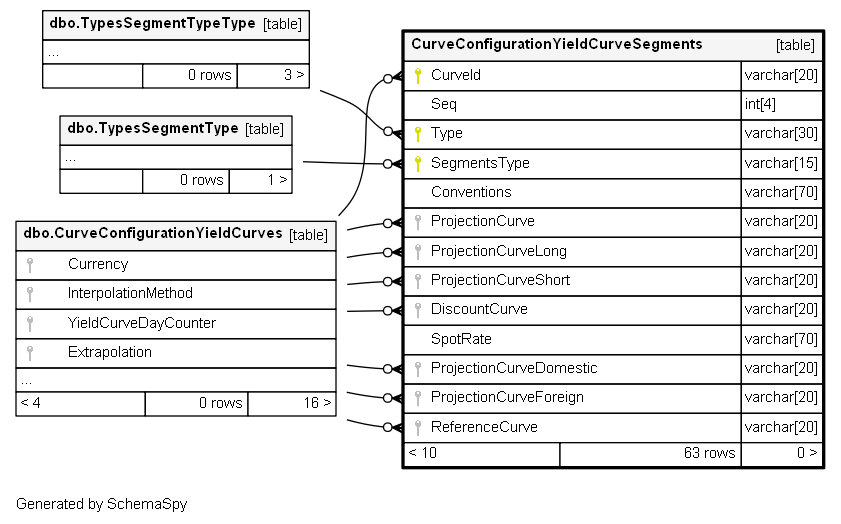 dbo.TypesSegmentTypeType [table]
...
0 rows 3 >
dbo.TypesSegmentType [table]
...
0 rows 1 >
dbo.CurveConfigurationYieldCurves [table]
Currency
InterpolationMethod
YieldCurveDayCounter
Extrapolation
...
< 4 0 rows 16 >
CurveConfigurationYieldCurveSegments [table]
CurveId varchar[20]
Seq int[4]
Type varchar[30]
SegmentsType varchar[15]
Conventions varchar[70]
ProjectionCurve varchar[20]
ProjectionCurveLong varchar[20]
ProjectionCurveShort varchar[20]
DiscountCurve varchar[20]
SpotRate varchar[70]
ProjectionCurveDomestic varchar[20]
ProjectionCurveForeign varchar[20]
ReferenceCurve varchar[20]
< 10 63 rows 0 >
Generated by SchemaSpy